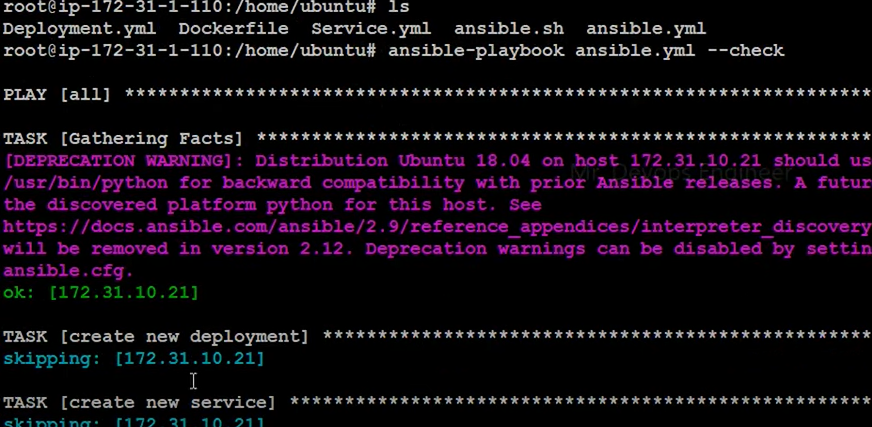 root@ip-172-31-1-110:/home/ubuntu# ls
Deployment.yml  Dockerfile  Service.yml  ansible.sh  ansible.yml
root@ip-172-31-1-110:/home/ubuntu# ansible-playbook ansible.yml --check
PLAY [all] ********************************************************************
TASK [Gathering Facts] ********************************************************
[DEPRECATION WARNING]: Distribution Ubuntu 18.04 on host 172.31.10.21 should us
/usr/bin/python for backward compatibility with prior Ansible releases. A futur
the discovered platform python for this host. See
https://docs.ansible.com/ansible/2.9/reference_appendices/interpreter_discovery
will be removed in version 2.12. Deprecation warnings can be disabled by settin
ansible.cfg.
ok: [172.31.10.21]
TASK [create new deployment] **************************************************
skipping: [172.31.10.21]
TASK [create new service] *****************************************************
skipping: [172.31.10.21]
Mr. Devops Engineer